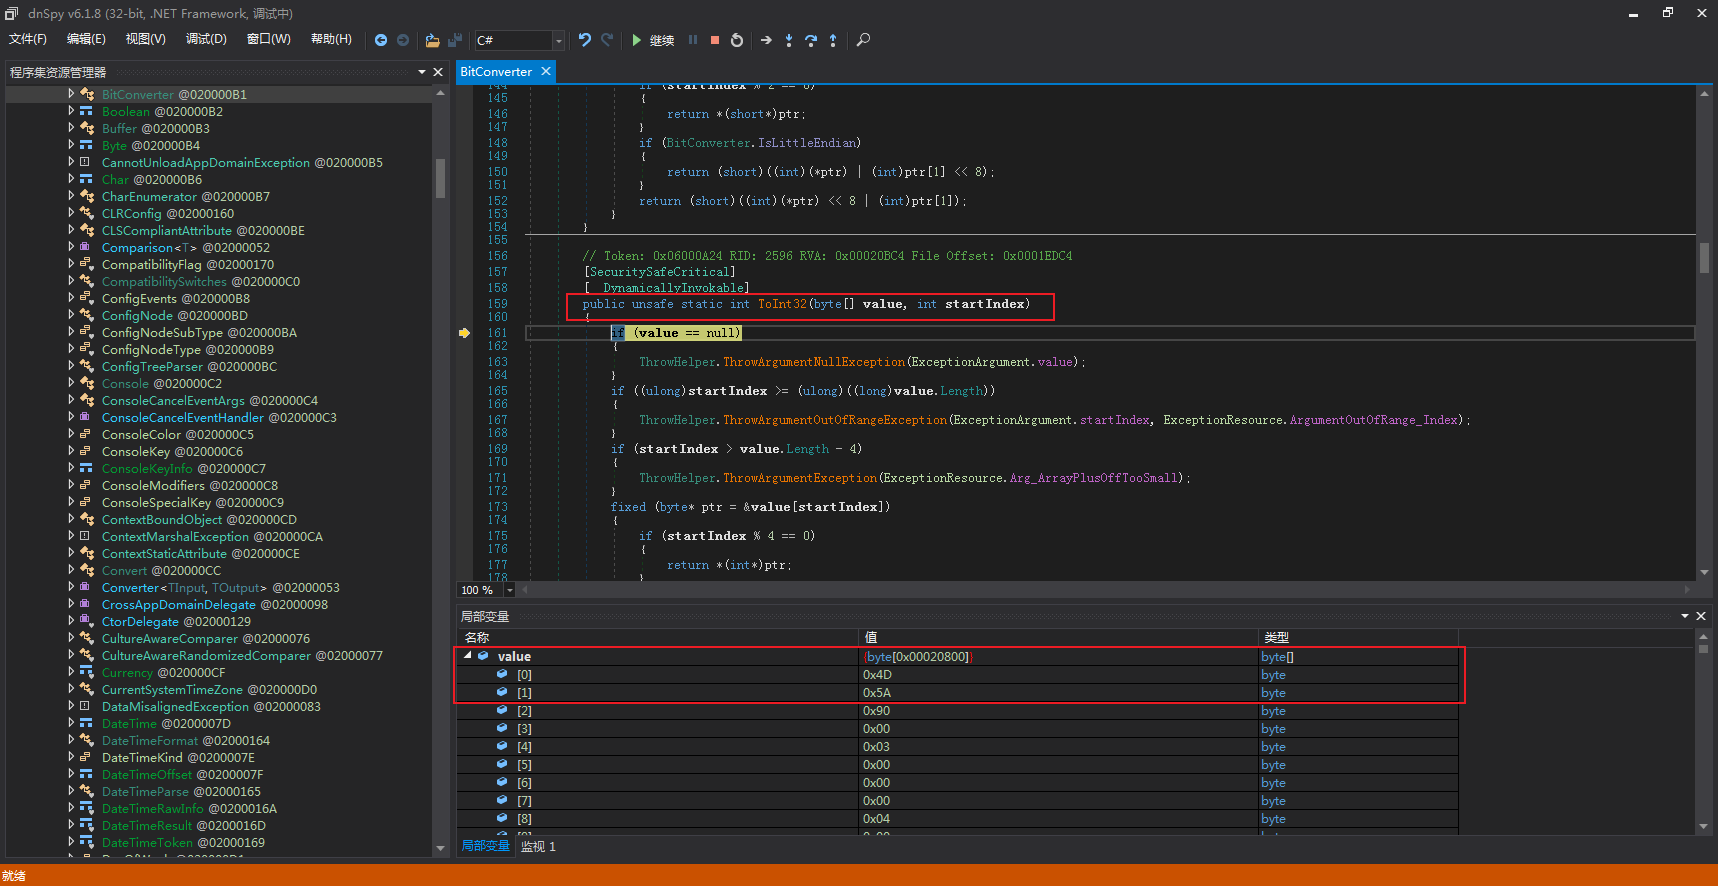 dnSpy v6.1.8 (32-bit, .NET Framework, 调试中)
文件(F) 编辑(E) 视图(V) 调试(D) 窗口(W) 帮助(H) C# 继续
程序集资源管理器
BitConverter @020000B1
Boolean @020000B2
Buffer @020000B3
Byte @020000B4
CannotUnloadAppDomainException @020000B5
Char @020000B6
CharEnumerator @020000B7
CLRConfig @02000160
CLSCompliantAttribute @020000BE
Comparison<T> @02000052
CompatibilityFlag @02000170
CompatibilitySwitches @020000C0
ConfigEvents @020000B8
ConfigNode @020000BD
ConfigNodeSubType @020000BA
ConfigNodeType @020000B9
ConfigTreeParser @020000BC
Console @020000C2
ConsoleCancelEventArgs @020000C4
ConsoleCancelEventHandler @020000C3
ConsoleColor @020000C5
ConsoleKey @020000C6
ConsoleKeyInfo @020000C7
ConsoleModifiers @020000C8
ConsoleSpecialKey @020000C9
ContextBoundObject @020000CD
ContextMarshalException @020000CA
ContextStaticAttribute @020000CE
Convert @020000CC
Converter<TInput, TOutput> @02000053
CrossAppDomainDelegate @02000098
CtorDelegate @02000129
CultureAwareComparer @02000076
CultureAwareRandomizedComparer @02000077
Currency @020000CF
CurrentSystemTimeZone @020000D0
DataMisalignedException @02000083
DateTime @0200007D
DateTimeFormat @02000164
DateTimeKind @0200007E
DateTimeOffset @0200007F
DateTimeParse @02000165
DateTimeRawInfo @0200016A
DateTimeResult @0200016D
DateTimeToken @02000169
BitConverter
144 if (startIndex % 2 == 0)
145 {
146 return *(short*)ptr;
147 }
148 if (BitConverter.IsLittleEndian)
149 {
150 return (short)((int)(*ptr) | (int)ptr[1] << 8);
151 }
152 return (short)((int)(*ptr) << 8 | (int)ptr[1]);
153 }
154 }
155
156 // Token: 0x06000A24 RID: 2596 RVA: 0x00020BC4 File Offset: 0x0001EDC4
157 [SecuritySafeCritical]
158 [__DynamicallyInvokable]
159 public unsafe static int ToInt32(byte[] value, int startIndex)
160 {
161 if (value == null)
162 {
163 ThrowHelper.ThrowArgumentNullException(ExceptionArgument.value);
164 }
165 if ((ulong)startIndex >= (ulong)((long)value.Length))
166 {
167 ThrowHelper.ThrowArgumentOutOfRangeException(ExceptionArgument.startIndex, ExceptionResource.ArgumentOutOfRange_Index);
168 }
169 if (startIndex > value.Length - 4)
170 {
171 ThrowHelper.ThrowArgumentException(ExceptionResource.Arg_ArrayPlusOffTooSmall);
172 }
173 fixed (byte* ptr = &value[startIndex])
174 {
175 if (startIndex % 4 == 0)
176 {
177 return *(int*)ptr;
178 }
100 %
局部变量
名称 值 类型
value {byte[0x00020800]} byte[]
[0] 0x4D byte
[1] 0x5A byte
[2] 0x90 byte
[3] 0x00 byte
[4] 0x03 byte
[5] 0x00 byte
[6] 0x00 byte
[7] 0x00 byte
[8] 0x04 byte
局部变量 监视 1
就绪